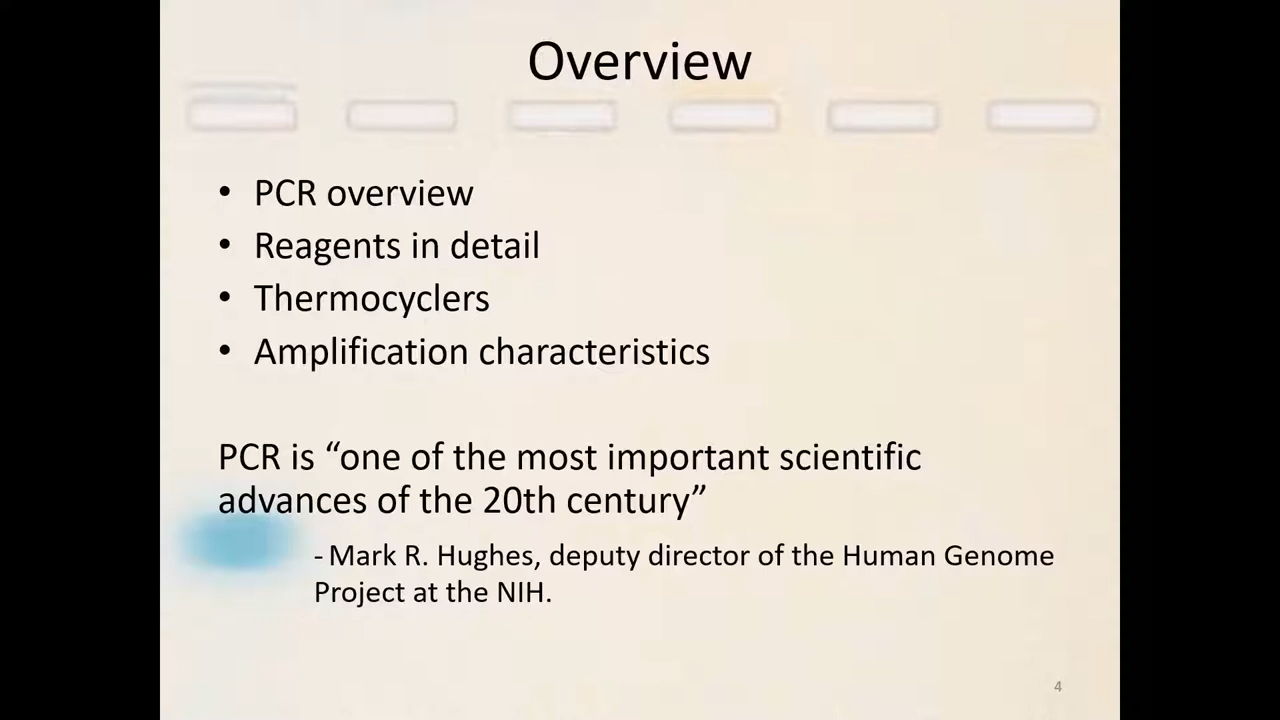 Overview
• PCR overview
• Reagents in detail
• Thermocyclers
• Amplification characteristics
PCR is “one of the most important scientific
advances of the 20th century”
- Mark R. Hughes, deputy director of the Human Genome
Project at the NIH.
4